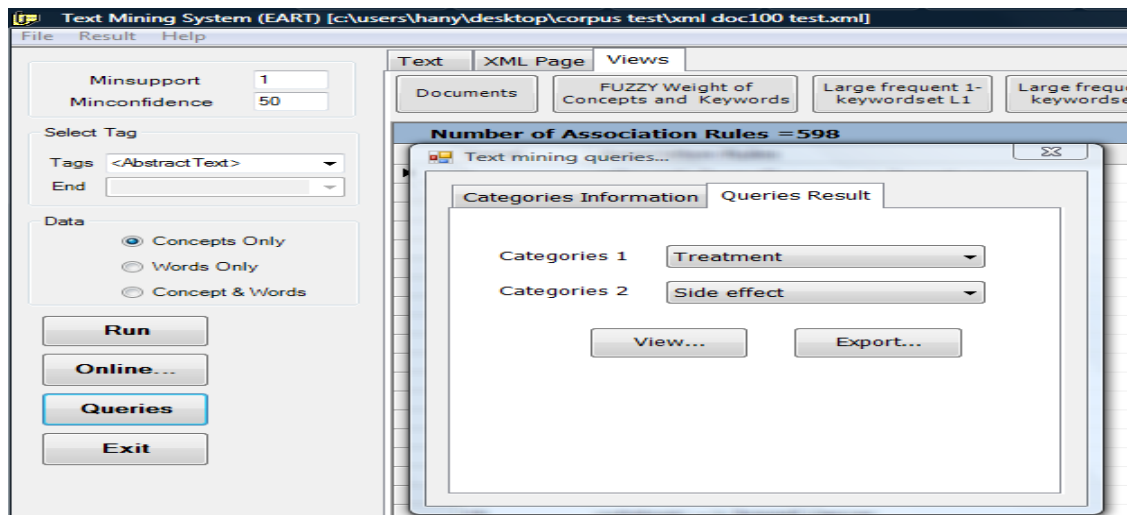 Text Mining System (EART) [c:\users\hany\desktop\corpus test\xml doc100 test.xml]
File Result Help
Minsupport 1
Minconfidence 50
Select Tag
Tags <AbstractText>
End
Data
Concepts Only
Words Only
Concept & Words
Run
Online...
Queries
Exit
Text XML Page Views
Documents
FUZZY Weight of
Concepts and Keywords
Large frequent 1-
keywordset L1
Large frequ
keywordse
Number of Association Rules =598
Text mining queries...
Categories Information Queries Result
Categories 1 Treatment
Categories 2 Side effect
View... Export...